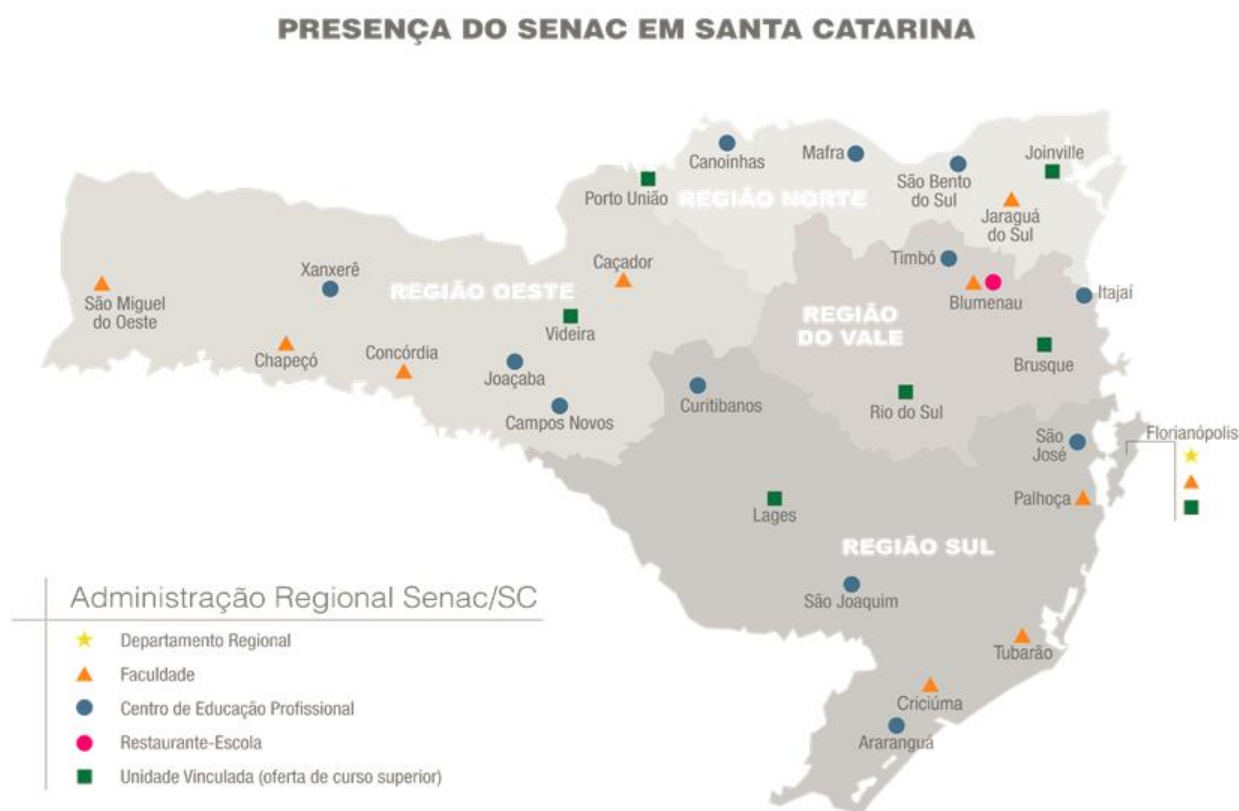 PRESENÇA DO SENAC EM SANTA CATARINA
Canoinhas
Mafra
São Bento
do Sul
Joinville
Porto União
REGIÃO NORTE
Jaraguá
do Sul
Timbó
Blumenau
Itajaí
Xanxerê
Caçador
REGIÃO OESTE
São Miguel
do Oeste
Videira
REGIÃO
DO VALE
Chapeçó
Concórdia
Joaçaba
Brusque
Campos Novos
Curitibanos
Rio do Sul
São
José
Florianópolis
Lages
Palhoça
REGIÃO SUL
São Joaquim
Tubarão
Criciúma
Araranguá
Administração Regional Senac/SC
Departamento Regional
Faculdade
Centro de Educação Profissional
Restaurante-Escola
Unidade Vinculada (oferta de curso superior)